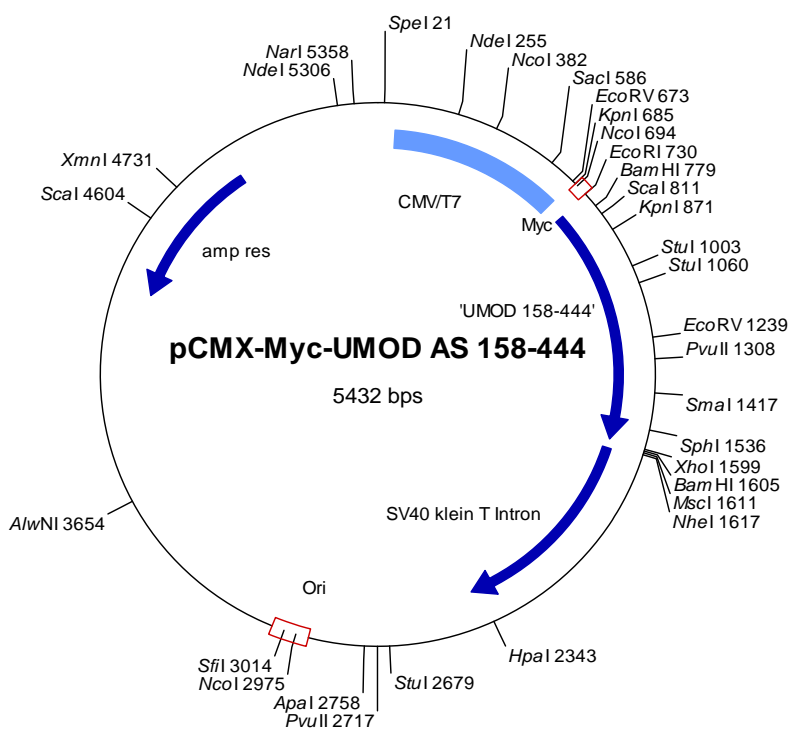 SpeI 21
NdeI 255
NcoI 382
SacI 586
EcoRV 673
KpnI 685
NcoI 694
EcoRI 730
BamHI 779
ScaI 811
KpnI 871
StuI 1003
StuI 1060
EcoRV 1239
PvuII 1308
SmaI 1417
SphI 1536
XhoI 1599
BamHI 1605
MscI 1611
NheI 1617
HpaI 2343
StuI 2679
PvuII 2717
ApaI 2758
NcoI 2975
SfiI 3014
AlwNI 3654
ScaI 4604
XmnI 4731
NdeI 5306
NarI 5358
CMV/T7
Myc
'UMOD 158-444'
amp res
pCMX-Myc-UMOD AS 158-444
5432 bps
SV40 klein T Intron
Ori